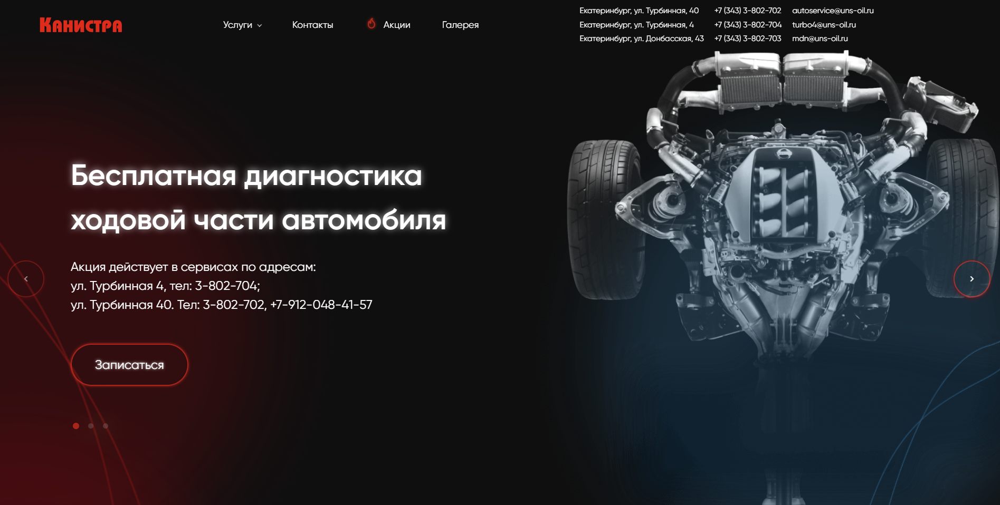 Канистра
Услуги
Контакты
Акции
Галерея
Екатеринбург, ул. Турбинная, 40 +7 (343) 3-802-702 autoservice@uns-oil.ru
Екатеринбург, ул. Турбинная, 4 +7 (343) 3-802-704 turbo4@uns-oil.ru
Екатеринбург, ул. Донбасская, 43 +7 (343) 3-802-703 mdn@uns-oil.ru
Бесплатная диагностика
ходовой части автомобиля
Акция действует в сервисах по адресам:
ул. Турбинная 4, тел: 3-802-704;
ул. Турбинная 40. Тел: 3-802-702, +7-912-048-41-57
Записаться